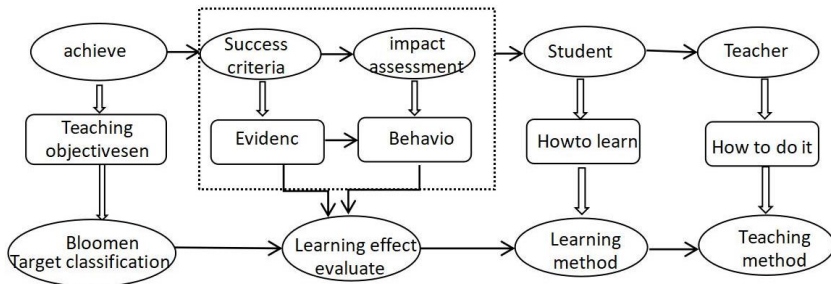 achieve
Success
criteria
impact
assessment
Student
Teacher
Teaching
objectivesen
Evidenc
Behavio
Howto learn
How to do it
Bloomen
Target classification
Learning effect
evaluate
Learning
method
Teaching
method